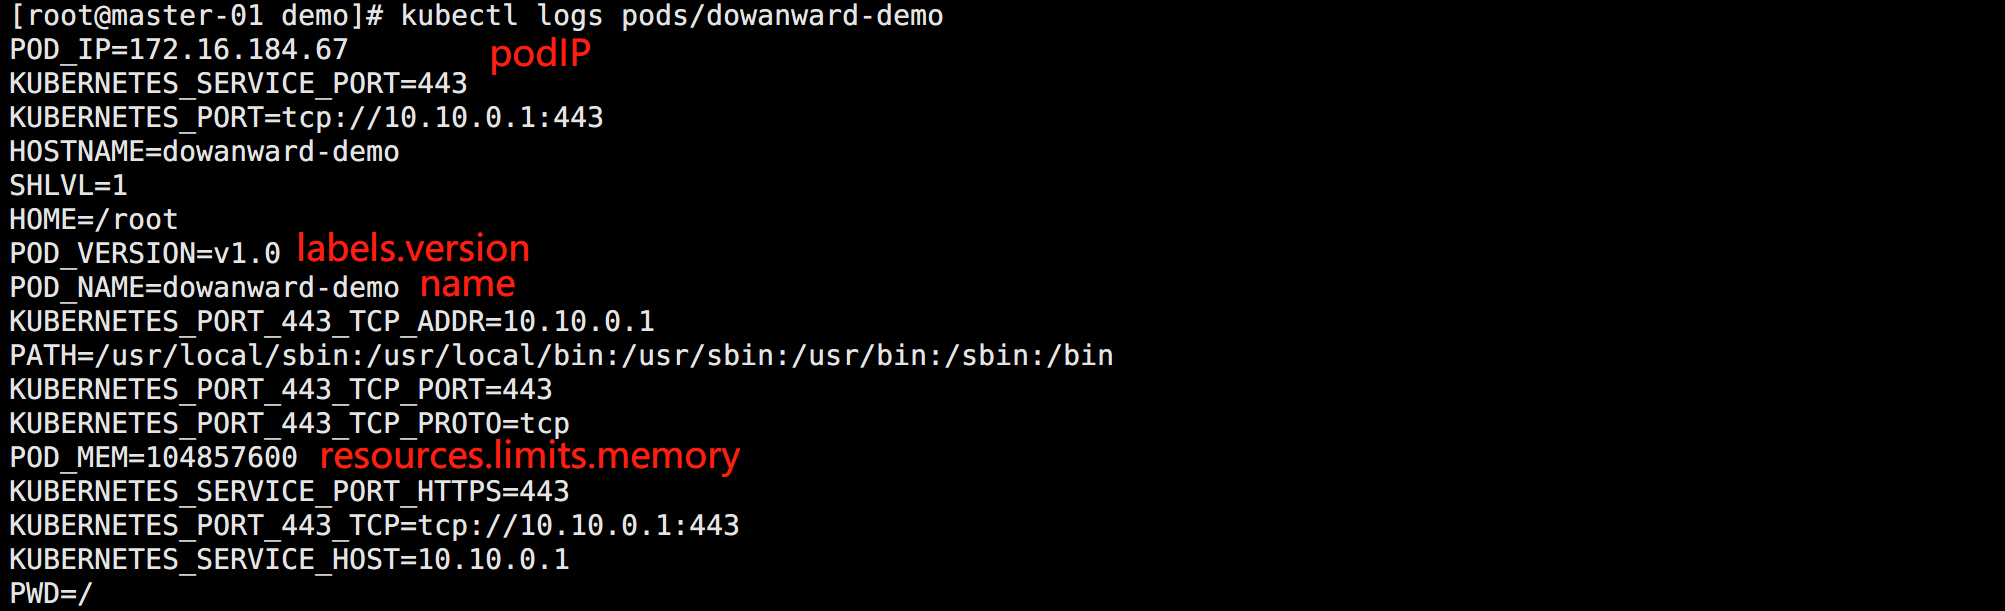 [root@master-01 demo]# kubectl logs pods/dowanward-demo
POD_IP=172.16.184.67 podIP
KUBERNETES_SERVICE_PORT=443
KUBERNETES_PORT=tcp://10.10.0.1:443
HOSTNAME=dowanward-demo
SHLVL=1
HOME=/root
POD_VERSION=v1.0 labels.version
POD_NAME=dowanward-demo name
KUBERNETES_PORT_443_TCP_ADDR=10.10.0.1
PATH=/usr/local/sbin:/usr/local/bin:/usr/sbin:/usr/bin:/sbin:/bin
KUBERNETES_PORT_443_TCP_PORT=443
KUBERNETES_PORT_443_TCP_PROTO=tcp
POD_MEM=104857600 resources.limits.memory
KUBERNETES_SERVICE_PORT_HTTPS=443
KUBERNETES_PORT_443_TCP=tcp://10.10.0.1:443
KUBERNETES_SERVICE_HOST=10.10.0.1
PWD=/